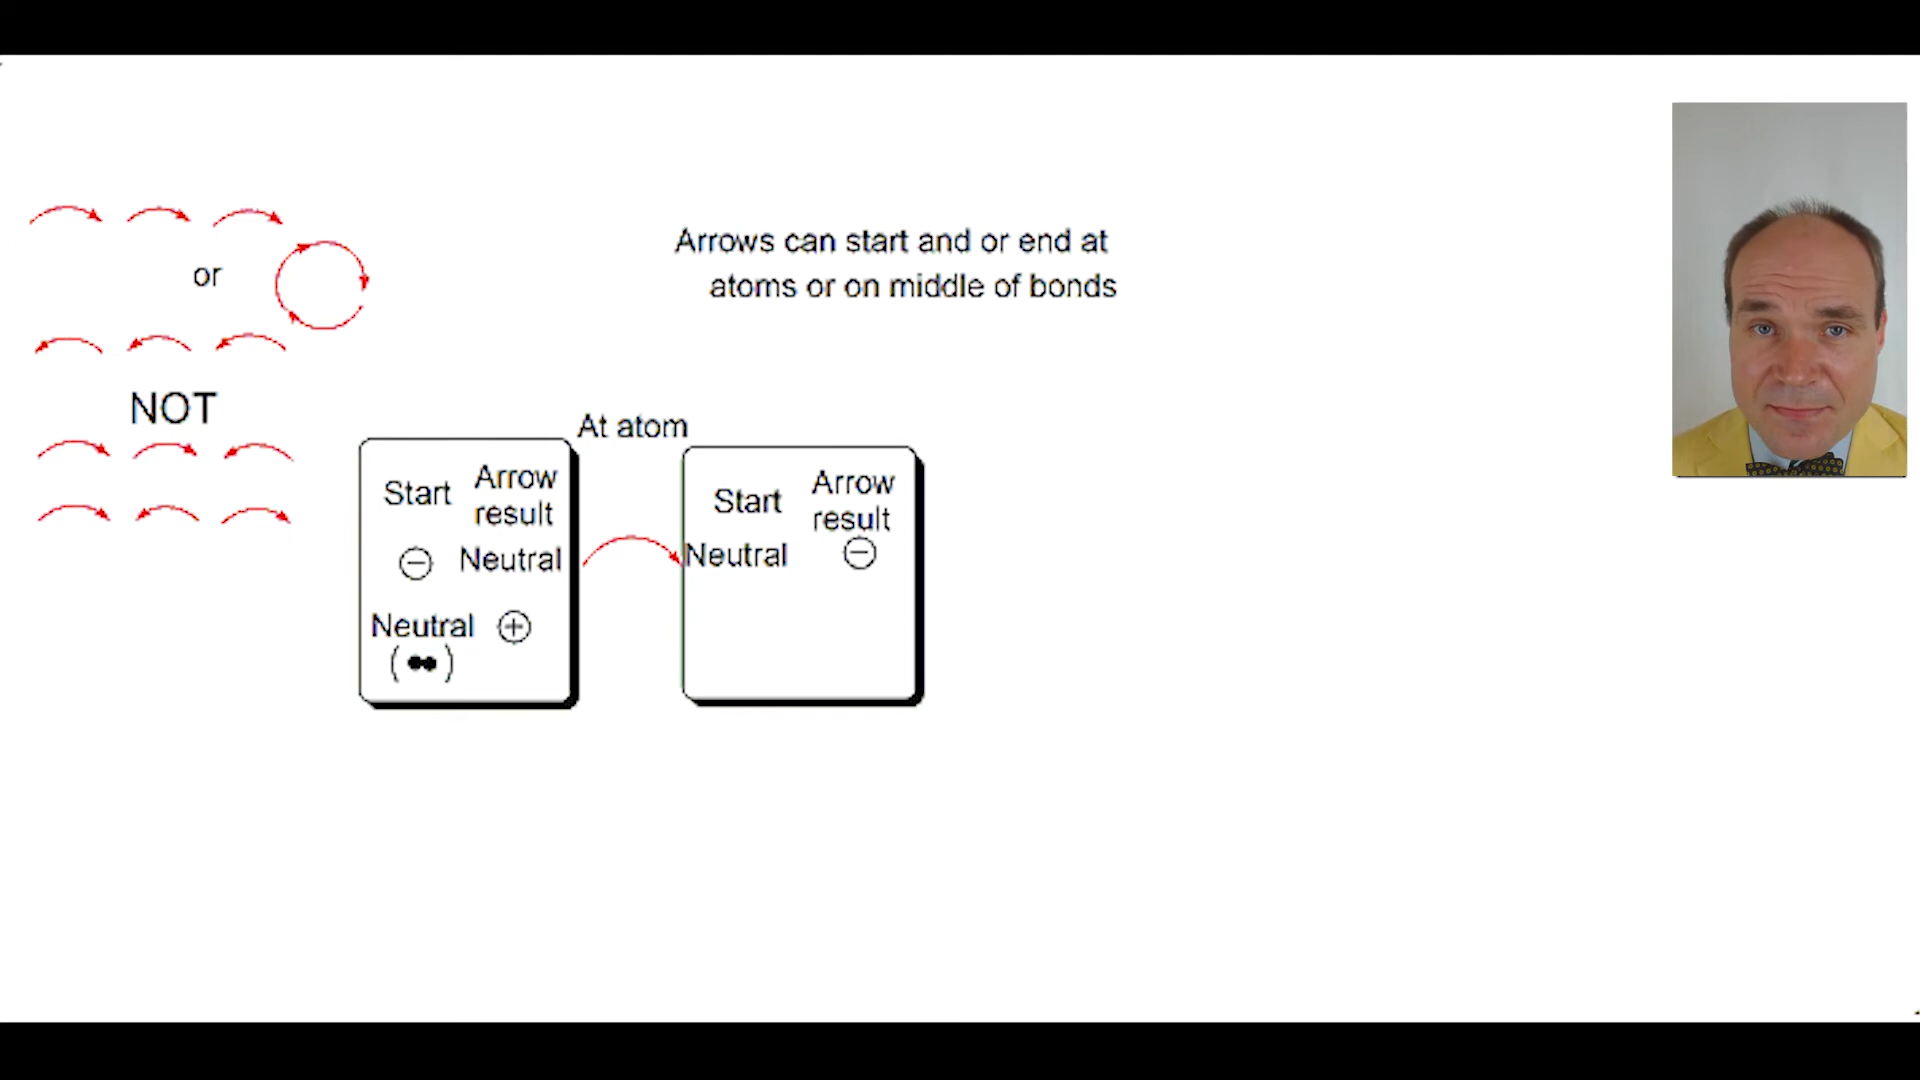 or
Arrows can start and or end at
atoms or on middle of bonds
NOT
At atom
Start Arrow
result
⊖ Neutral
Neutral ⊕
(••)
Start Arrow
result
Neutral ⊖